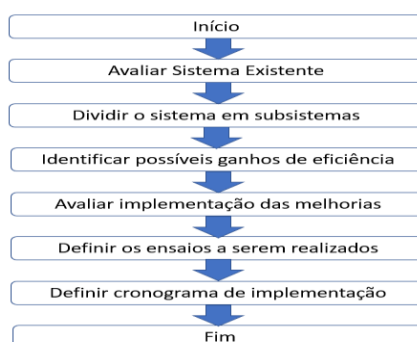 Início
Avaliar Sistema Existente
Dividir o sistema em subsistemas
Identificar possíveis ganhos de eficiência
Avaliar implementação das melhorias
Definir os ensaios a serem realizados
Definir cronograma de implementação
Fim